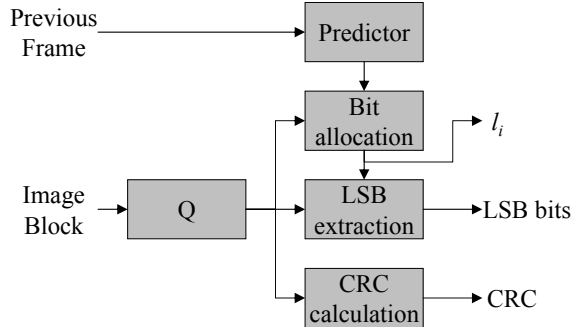 Previous
Frame
Predictor
Bit
allocation
l_i
Image
Block
Q
LSB
extraction
LSB bits
CRC
calculation
CRC